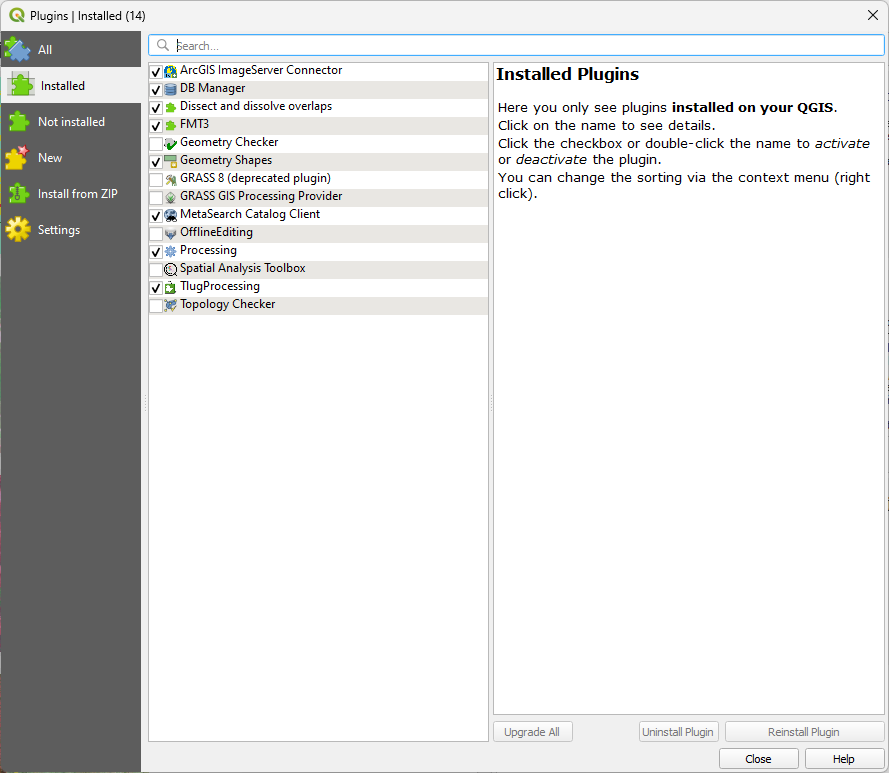 Plugins | Installed (14)
All
Installed
Not installed
New
Install from ZIP
Settings
Search...
ArcGIS ImageServer Connector
DB Manager
Dissect and dissolve overlaps
FMT3
Geometry Checker
Geometry Shapes
GRASS 8 (deprecated plugin)
GRASS GIS Processing Provider
MetaSearch Catalog Client
OfflineEditing
Processing
Spatial Analysis Toolbox
TlugProcessing
Topology Checker
Installed Plugins
Here you only see plugins installed on your QGIS.
Click on the name to see details.
Click the checkbox or double-click the name to activate
or deactivate the plugin.
You can change the sorting via the context menu (right
click).
Upgrade All
Uninstall Plugin
Reinstall Plugin
Close
Help